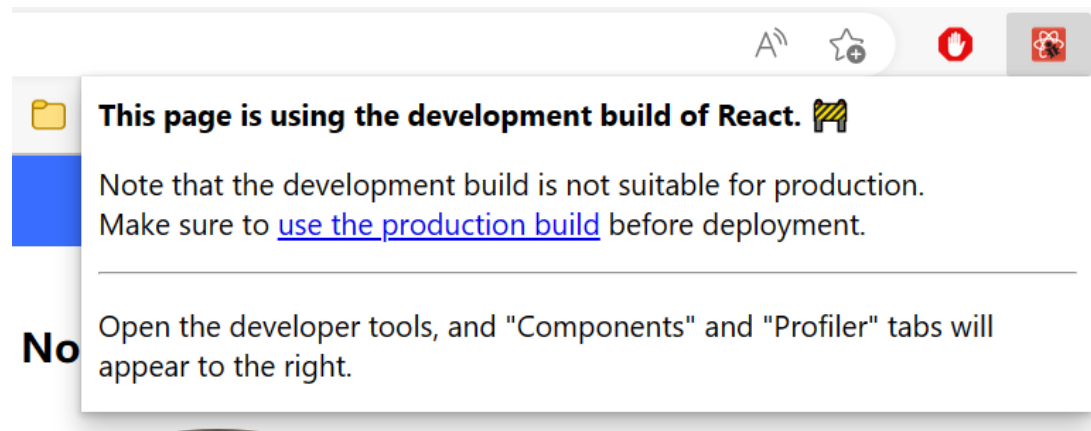 A
This page is using the development build of React. 🚧
Note that the development build is not suitable for production.
Make sure to use the production build before deployment.
No
Open the developer tools, and "Components" and "Profiler" tabs will
appear to the right.